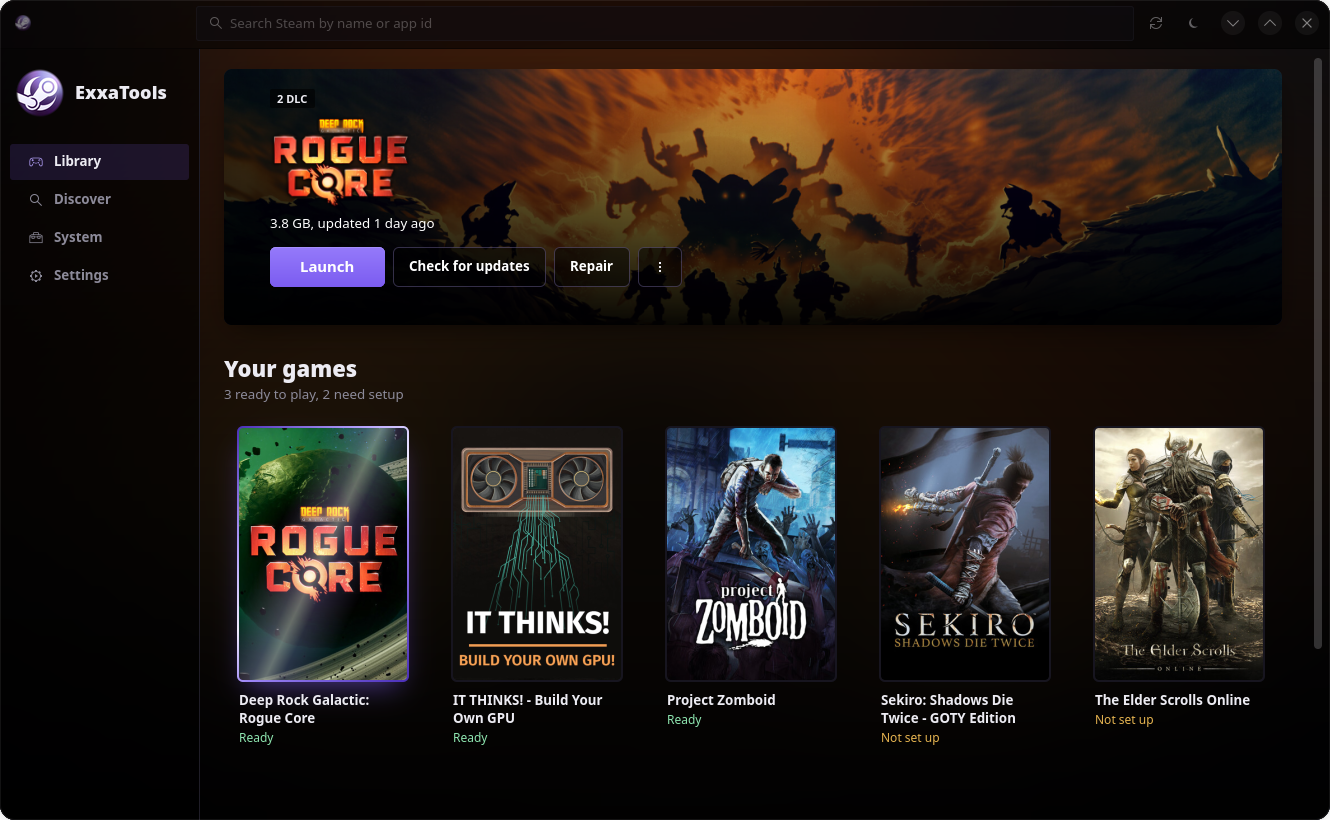 Search Steam by name or app id
ExxaTools
Library
Discover
System
Settings
2 DLC
DEEP ROCK
ROGUE
CORE
3.8 GB, updated 1 day ago
Launch
Check for updates
Repair
Your games
3 ready to play, 2 need setup
DEEP ROCK
GALACTIC
ROGUE
CORE
IT THINKS!
BUILD YOUR OWN GPU!
project
ZOMBOID
SEKIRO
SHADOWS DIE TWICE
The Elder Scrolls
ONLINE
Deep Rock Galactic:
Rogue Core
Ready
IT THINKS! - Build Your
Own GPU
Ready
Project Zomboid
Ready
Sekiro: Shadows Die
Twice - GOTY Edition
Not set up
The Elder Scrolls Online
Not set up